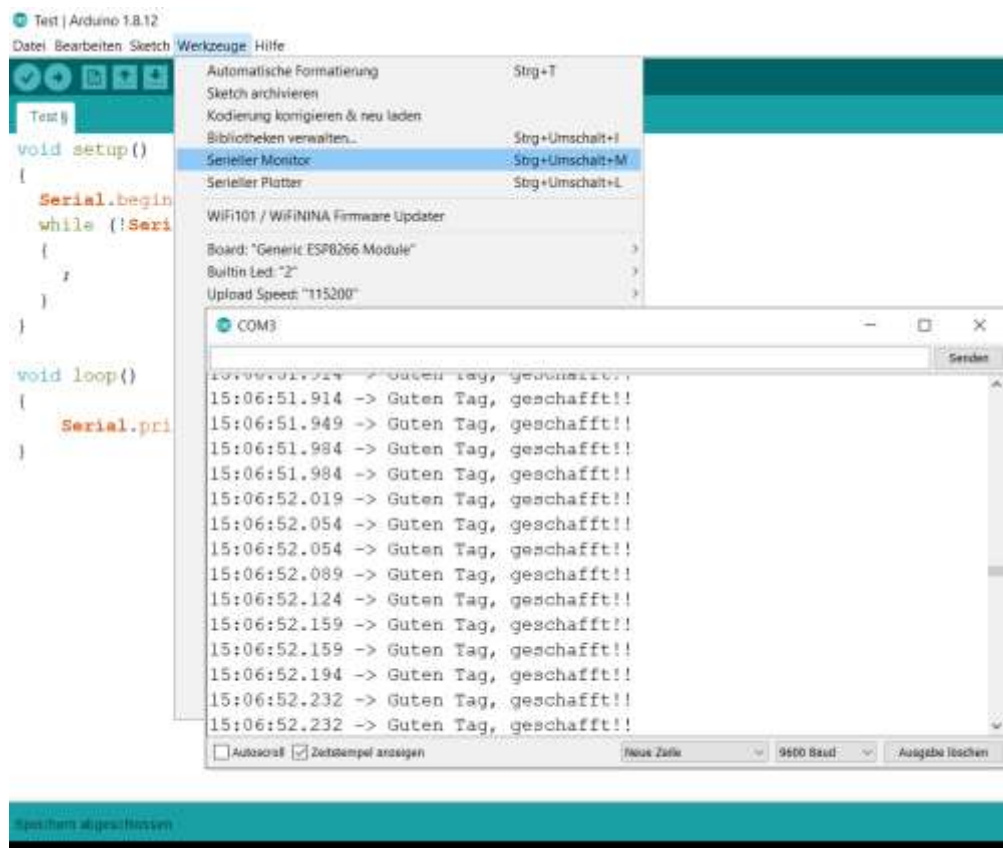 Test | Arduino 1.8.12
Datei Bearbeiten Sketch Werkzeuge Hilfe
Automatische Formatierung Strg+T
Sketch archivieren
Kodierung korrigieren & neu laden
Bibliotheken verwalten... Strg+Umschalt+I
Serieller Monitor Strg+Umschalt+M
Serieller Plotter Strg+Umschalt+L
WiFi101 / WiFiNINA Firmware Updater
Board: "Generic ESP8266 Module"
Builtin Led: "2"
Upload Speed: "115200"
Test §
void setup()
{
Serial.begin
while (!Seri
{
;
}
}
void loop()
{
Serial.pri
}
COM3
Senden
15:06:51.914 -> Guten Tag, geschafft!!
15:06:51.949 -> Guten Tag, geschafft!!
15:06:51.984 -> Guten Tag, geschafft!!
15:06:51.984 -> Guten Tag, geschafft!!
15:06:52.019 -> Guten Tag, geschafft!!
15:06:52.054 -> Guten Tag, geschafft!!
15:06:52.054 -> Guten Tag, geschafft!!
15:06:52.089 -> Guten Tag, geschafft!!
15:06:52.124 -> Guten Tag, geschafft!!
15:06:52.159 -> Guten Tag, geschafft!!
15:06:52.159 -> Guten Tag, geschafft!!
15:06:52.194 -> Guten Tag, geschafft!!
15:06:52.232 -> Guten Tag, geschafft!!
15:06:52.232 -> Guten Tag, geschafft!!
Autoscroll Zeitstempel anzeigen Neue Zeile 9600 Baud Ausgabe löschen
Speichern abgeschlossen